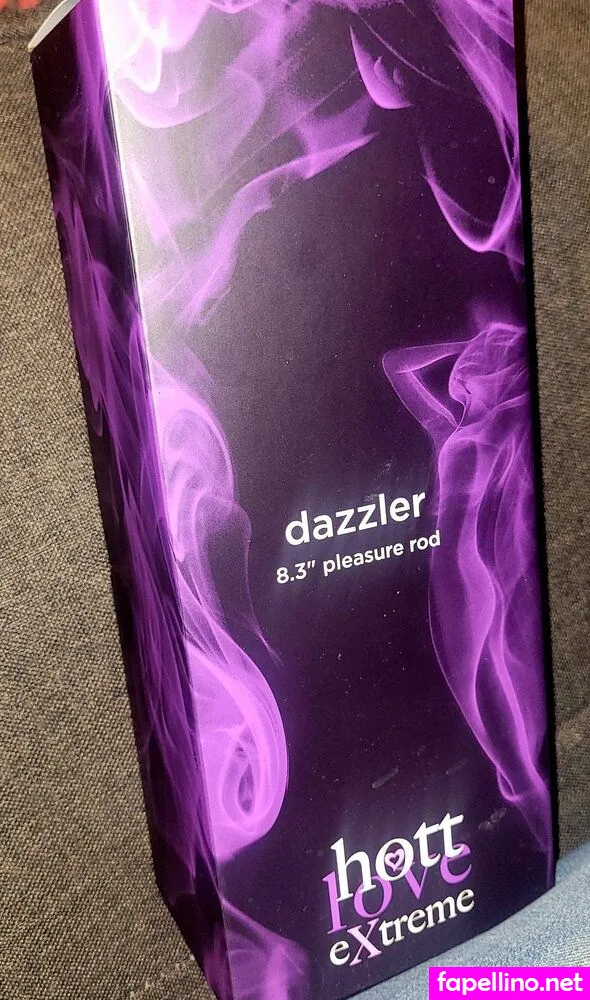 dazzler
8.3" pleasure rod
hott
love
eXtreme
fapellino.net